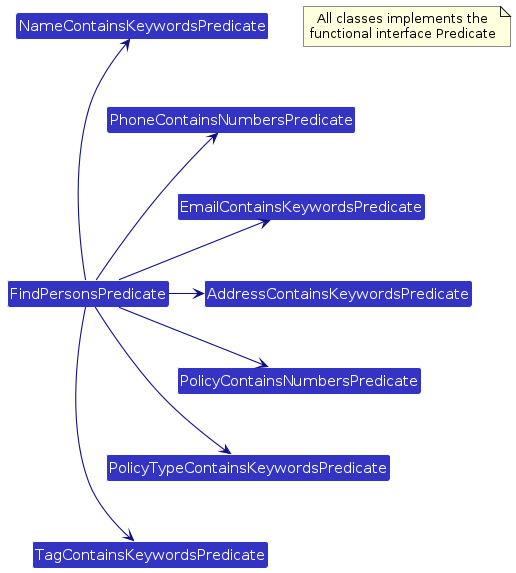 NameContainsKeywordsPredicate
All classes implements the
functional interface Predicate
PhoneContainsNumbersPredicate
EmailContainsKeywordsPredicate
FindPersonsPredicate
AddressContainsKeywordsPredicate
PolicyContainsNumbersPredicate
PolicyTypeContainsKeywordsPredicate
TagContainsKeywordsPredicate